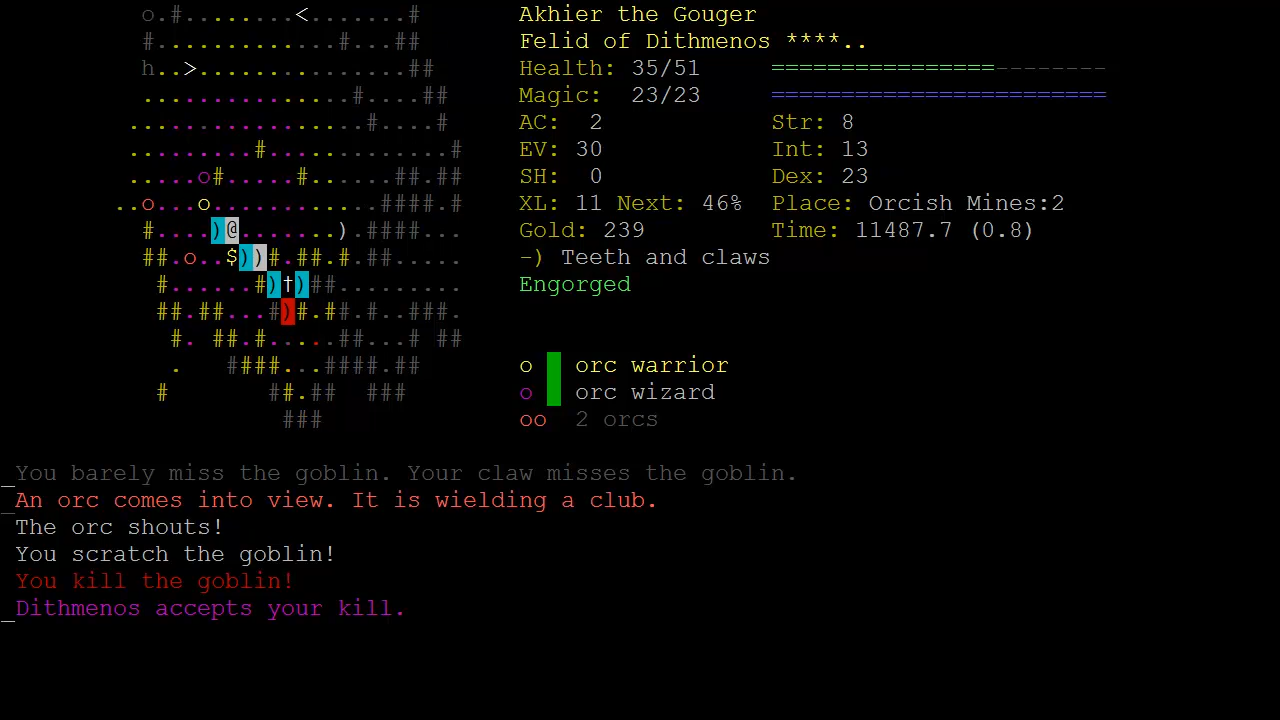 o.#........<.......#     Akhier the Gouger
#.............#...##     Felid of Dithmenos ****..
h..>...............##     Health: 35/51     ================--------
...............#....##     Magic:  23/23     ========================
.................#....#     AC:  2     Str: 8
.........#.............#     EV: 30     Int: 13
.....o#.....#......##.##     SH:  0     Dex: 23
..o...o............####.#     XL: 11 Next: 46%  Place: Orcish Mines:2
#....)@.......).####...     Gold: 239     Time: 11487.7 (0.8)
##.o..$))#.##.#.##.....     -) Teeth and claws
#......#)†)##.........     Engorged
##.##...#)#.##.#..###.
#. ##.#.....##...# ##
.   ####...####.##     o  orc warrior
#       ##.##  ###     o  orc wizard
###     oo  2 orcs
_You barely miss the goblin. Your claw misses the goblin.
_An orc comes into view. It is wielding a club.
The orc shouts!
You scratch the goblin!
You kill the goblin!
_Dithmenos accepts your kill.